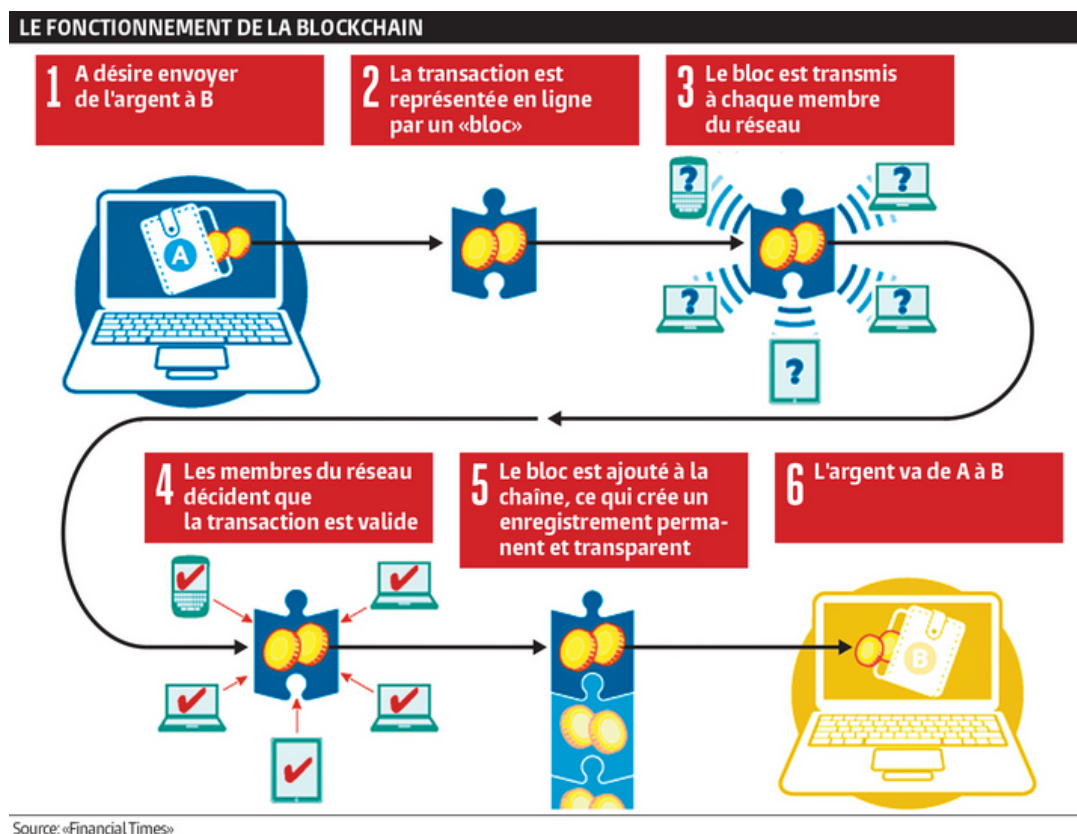 LE FONCTIONNEMENT DE LA BLOCKCHAIN
1 A désire envoyer
de l'argent à B
2 La transaction est
représentée en ligne
par un «bloc»
3 Le bloc est transmis
à chaque membre
du réseau
A
?
?
?
?
?
4 Les membres du réseau
décident que
la transaction est valide
5 Le bloc est ajouté à la
chaîne, ce qui crée un
enregistrement perma-
nent et transparent
6 L'argent va de A à B
B
Source: «Financial Times»